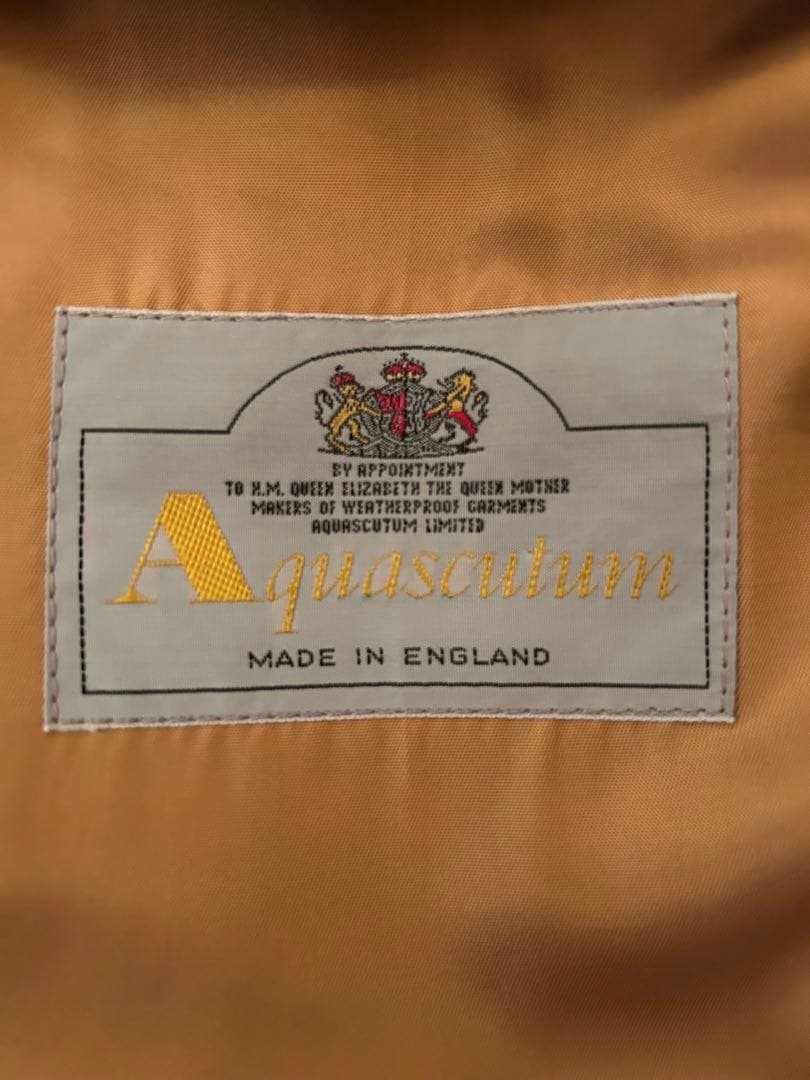 BY APPOINTMENT
TO H.M. QUEEN ELIZABETH THE QUEEN MOTHER
MAKERS OF WEATHERPROOF GARMENTS
AQUASCUTUM LIMITED
Aquascutum
MADE IN ENGLAND